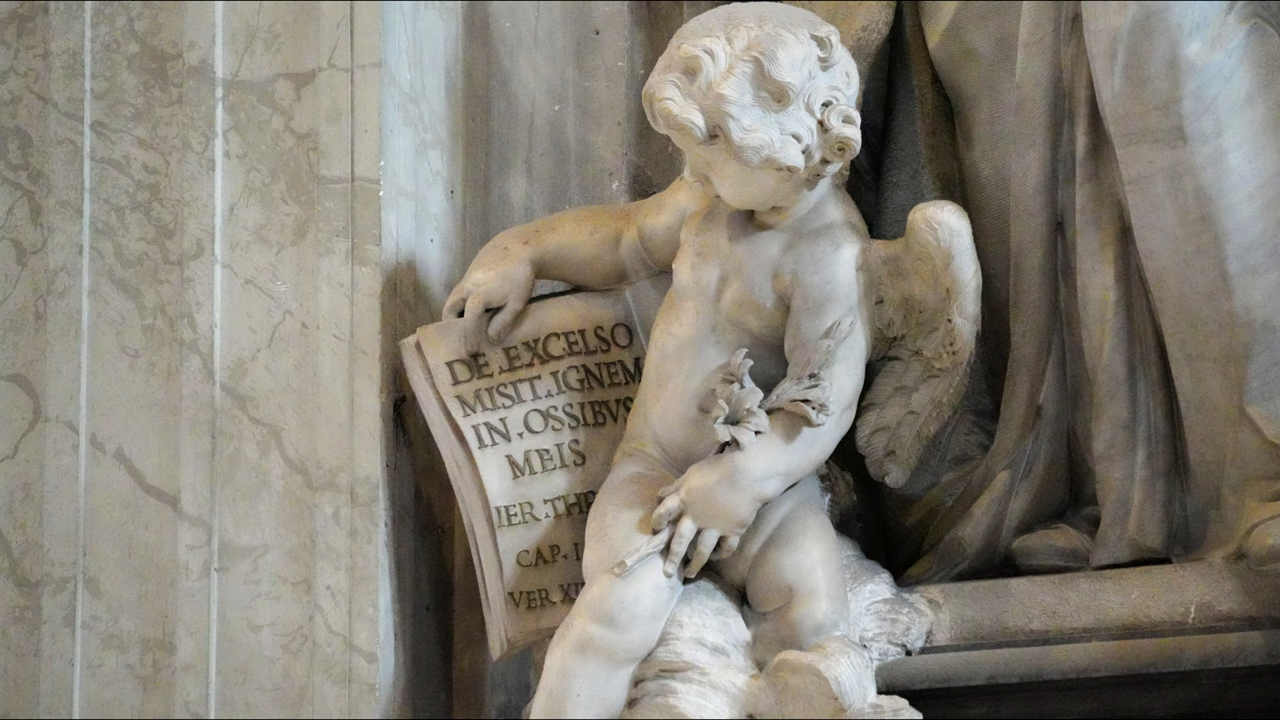 DE.EXCELSO
MISIT.IGNEM
IN.OSSIBVS
MEIS
IER.THR
CAP.I
VER XI